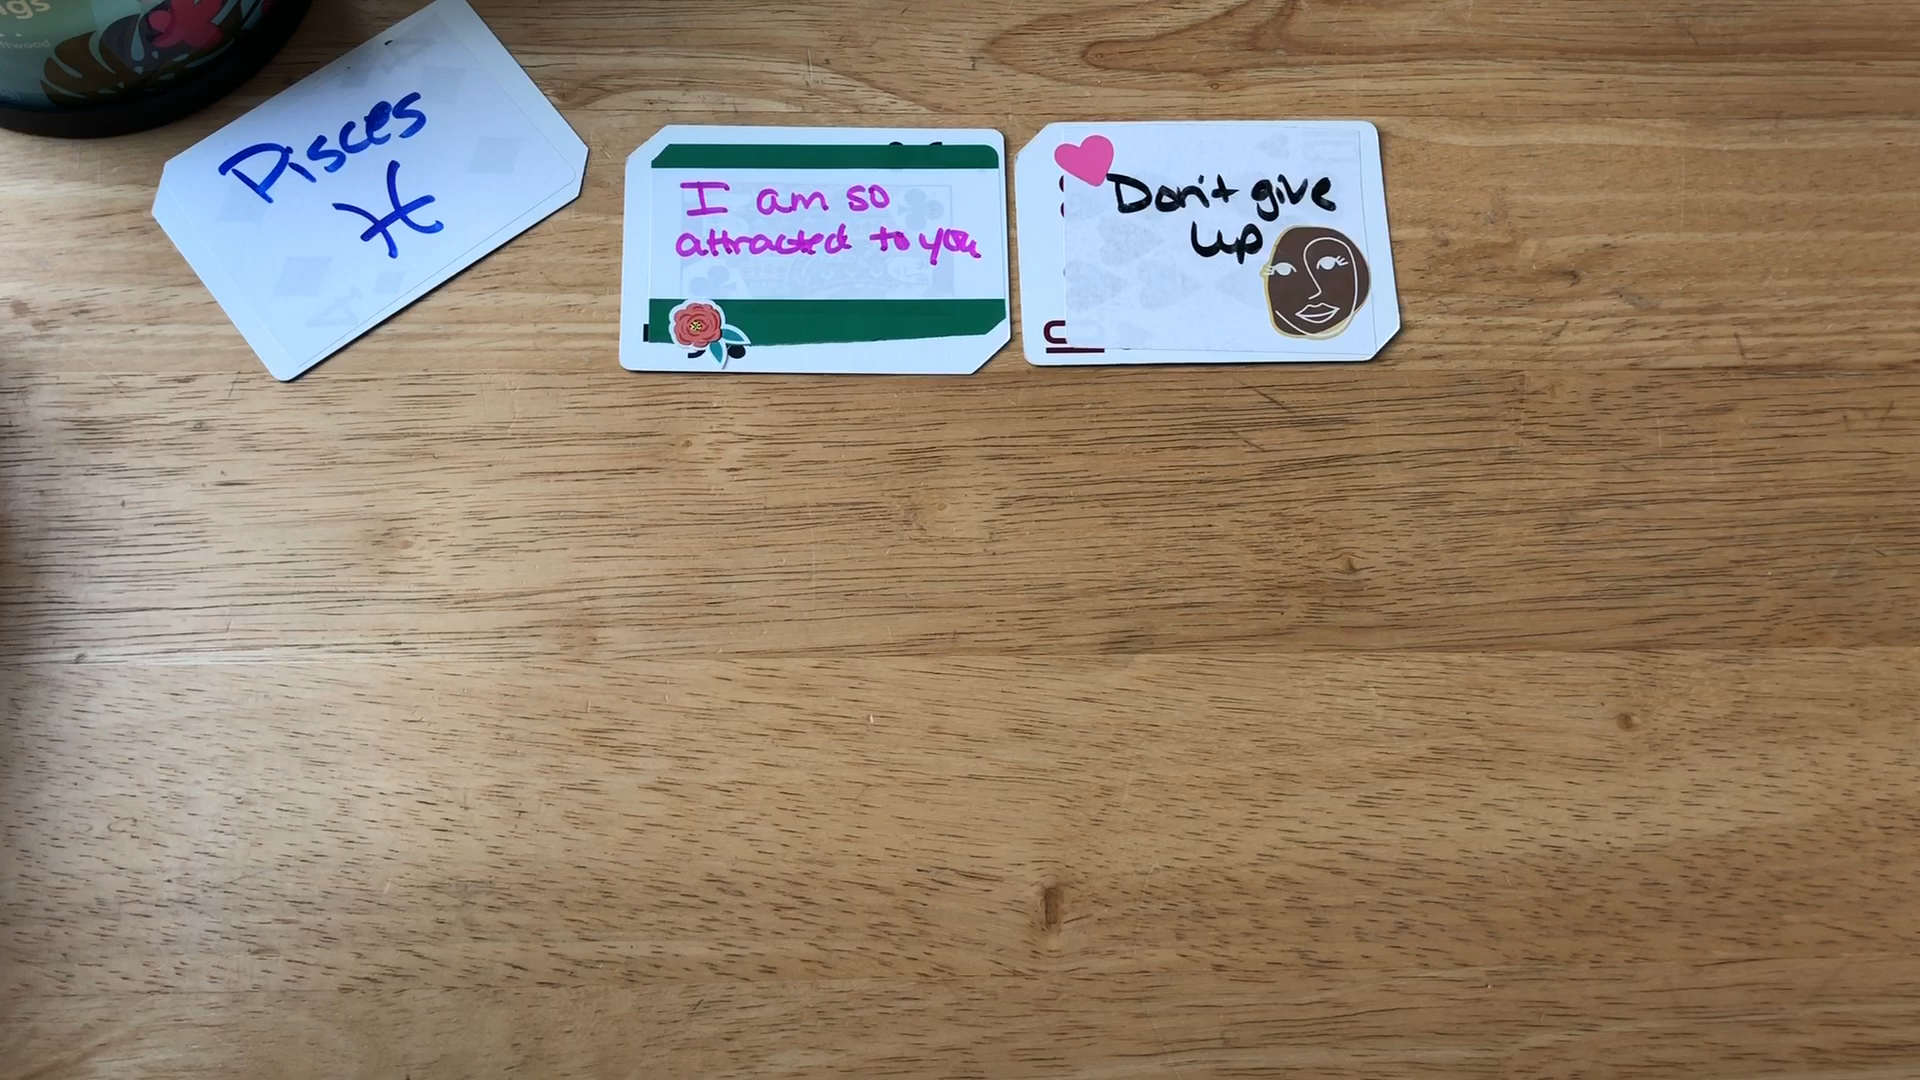 Pisces
♓
I am so
attracted to you
Don't give
up